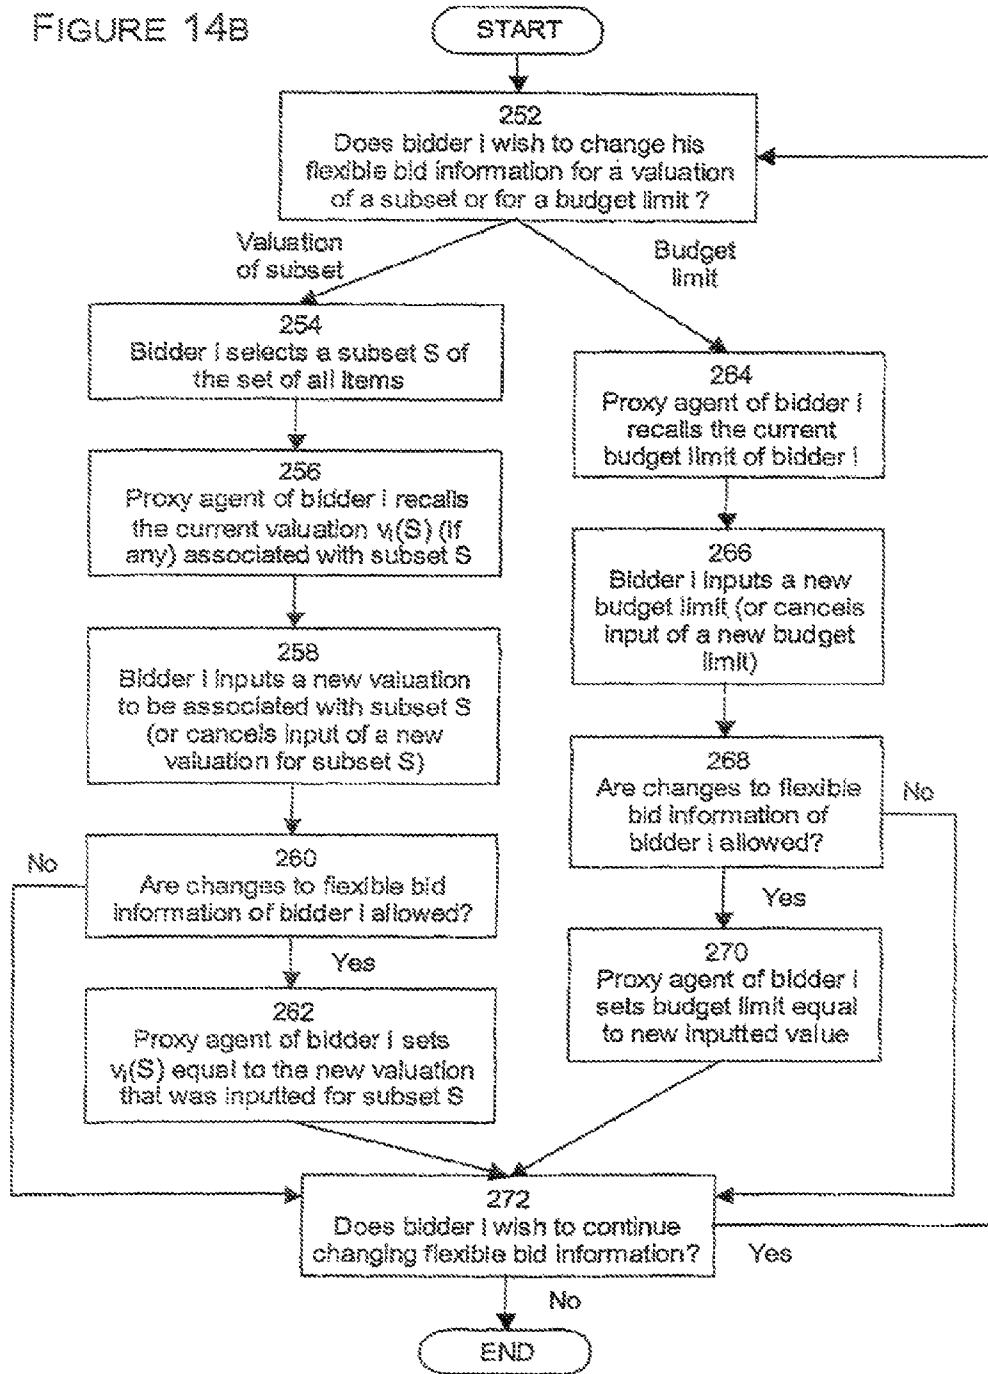 FIGURE 14B
START
252
Does bidder i wish to change his
flexible bid information for a valuation
of a subset or for a budget limit ?
Valuation
of subset
Budget
limit
254
Bidder i selects a subset S of
the set of all items
256
Proxy agent of bidder i recalls
the current valuation vi(S) (if
any) associated with subset S
258
Bidder i inputs a new valuation
to be associated with subset S
(or cancels input of a new
valuation for subset S)
260
Are changes to flexible bid
information of bidder i allowed?
No
Yes
262
Proxy agent of bidder i sets
vi(S) equal to the new valuation
that was inputted for subset S
264
Proxy agent of bidder i
recalls the current
budget limit of bidder i
266
Bidder i inputs a new
budget limit (or cancels
input of a new budget
limit)
268
Are changes to flexible
bid information of
bidder i allowed?
No
Yes
270
Proxy agent of bidder i
sets budget limit equal
to new inputted value
272
Does bidder i wish to continue
changing flexible bid information?
Yes
No
END